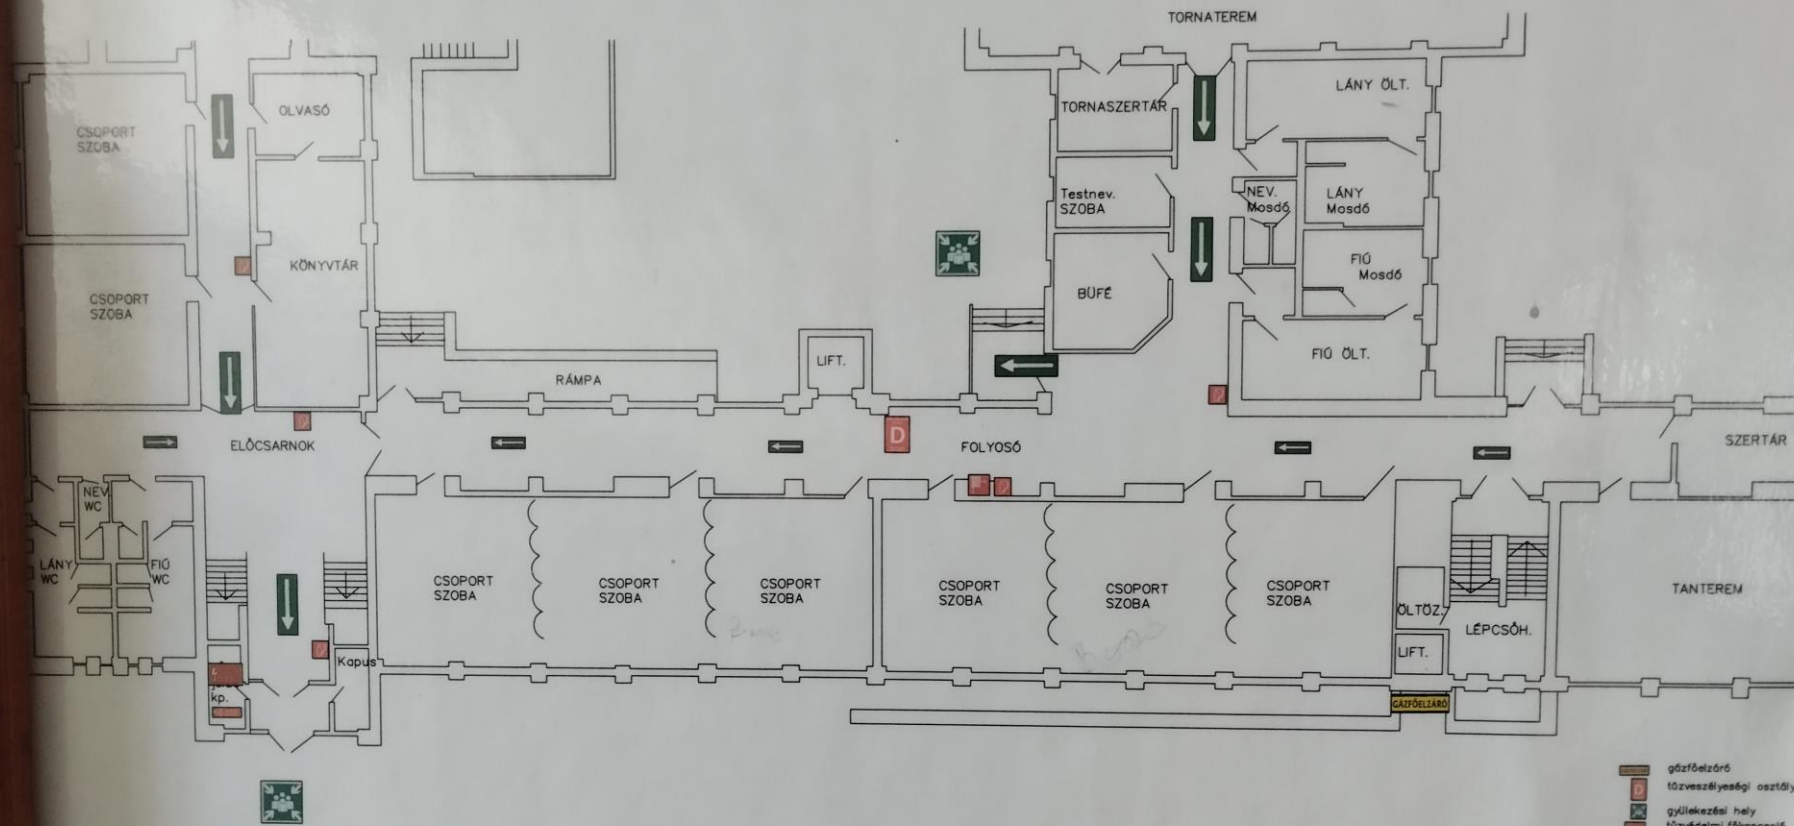 TORNATEREM
CSOPORT
SZOBA
OLVASÓ
TORNASZERTÁR
LÁNY ÖLT.
Testnev.
SZOBA
NEV.
Mosdó
LÁNY
Mosdó
CSOPORT
SZOBA
KÖNYVTÁR
BÜFÉ
FIÚ
Mosdó
RÁMPA
LIFT.
FIÚ ÖLT.
ELŐCSARNOK
D
FOLYOSÓ
SZERTÁR
NEV
WC
LÁNY
WC
FIÚ
WC
CSOPORT
SZOBA
CSOPORT
SZOBA
CSOPORT
SZOBA
CSOPORT
SZOBA
CSOPORT
SZOBA
CSOPORT
SZOBA
ÖLTÖZ.
LÉPCSŐH.
TANTEREM
LIFT.
Kapus
kp.
GÁZFŐELZÁRÓ
gázfőelzáró
D
tűzveszélyességi osztály
gyülekezési hely